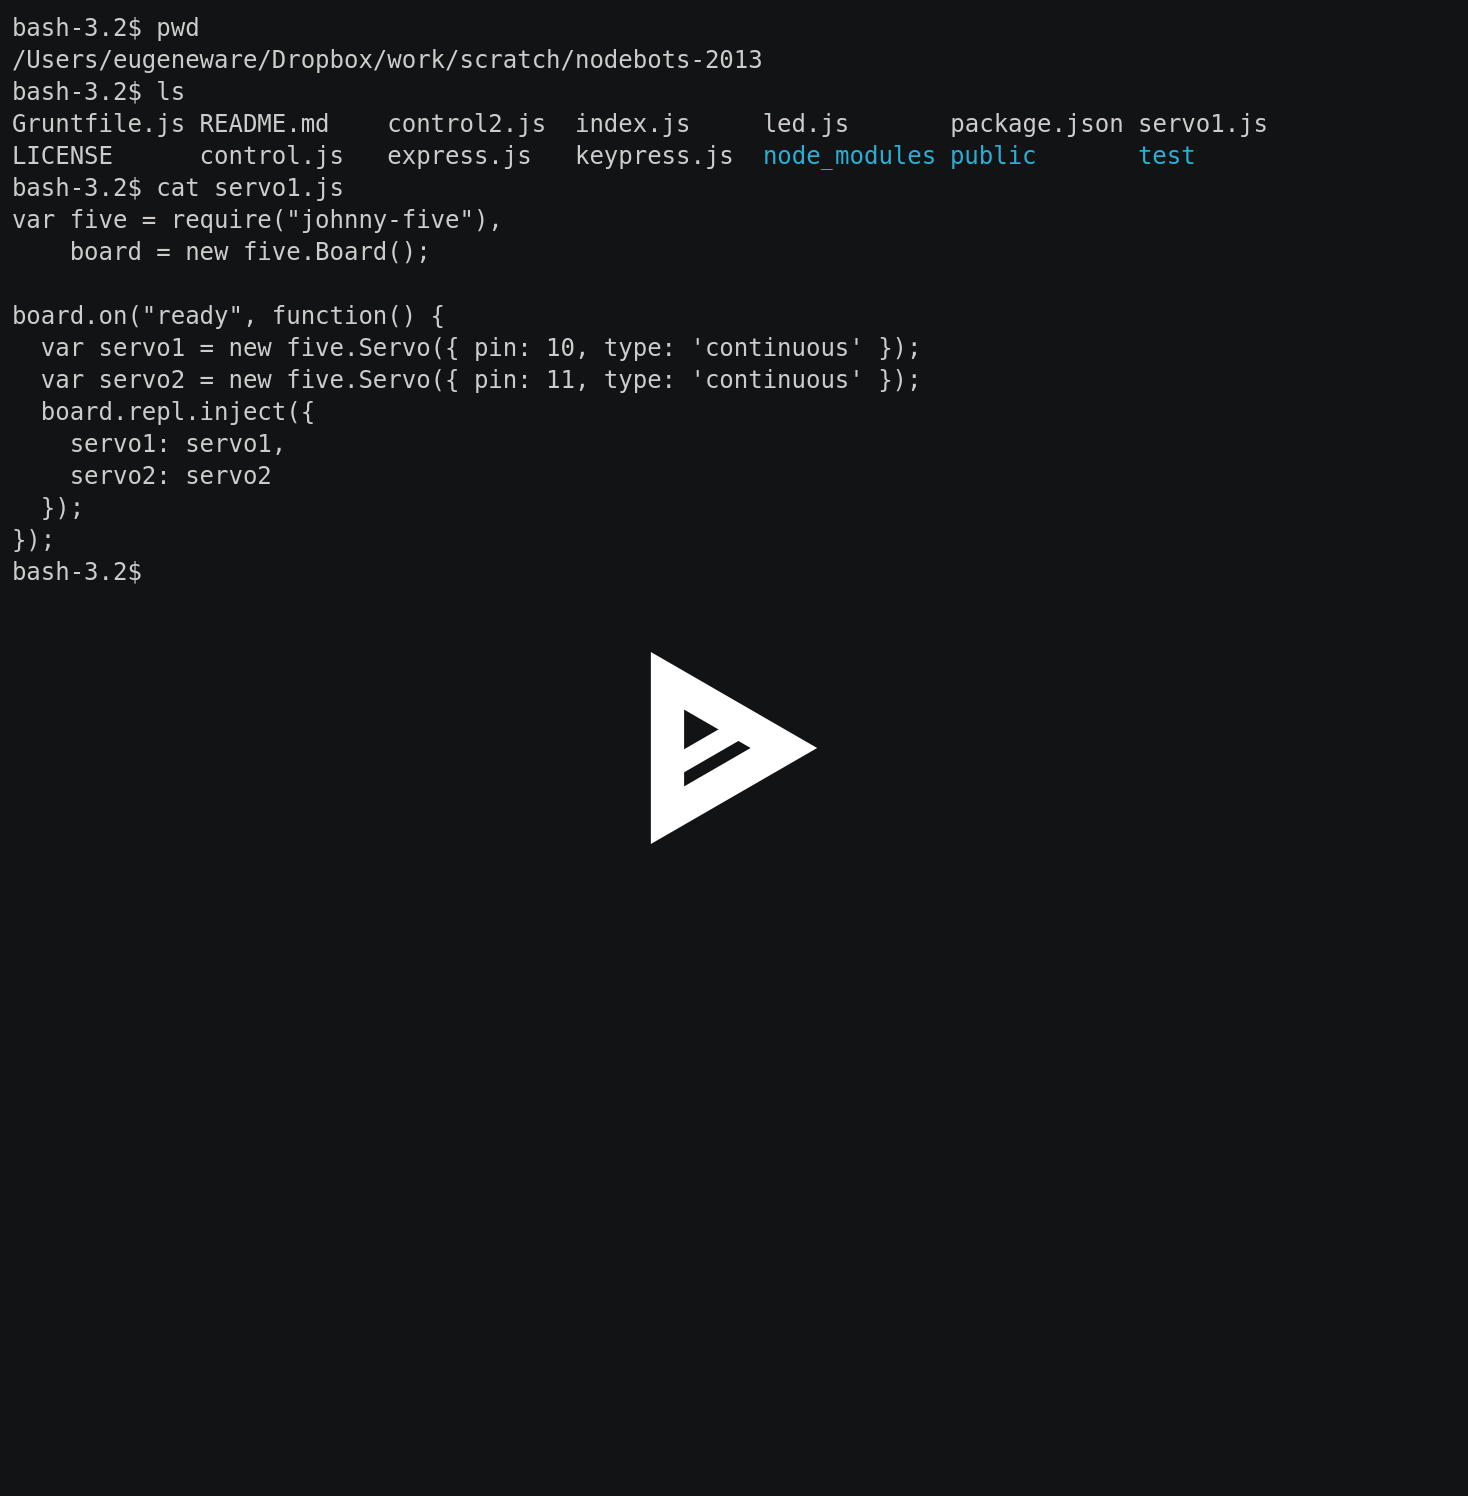 bash-3.2$ pwd
/Users/eugeneware/Dropbox/work/scratch/nodebots-2013
bash-3.2$ ls
Gruntfile.js README.md    control2.js  index.js     led.js       package.json servo1.js
LICENSE      control.js   express.js   keypress.js  node_modules public       test
bash-3.2$ cat servo1.js
var five = require("johnny-five"),
    board = new five.Board();

board.on("ready", function() {
  var servo1 = new five.Servo({ pin: 10, type: 'continuous' });
  var servo2 = new five.Servo({ pin: 11, type: 'continuous' });
  board.repl.inject({
    servo1: servo1,
    servo2: servo2
  });
});
bash-3.2$